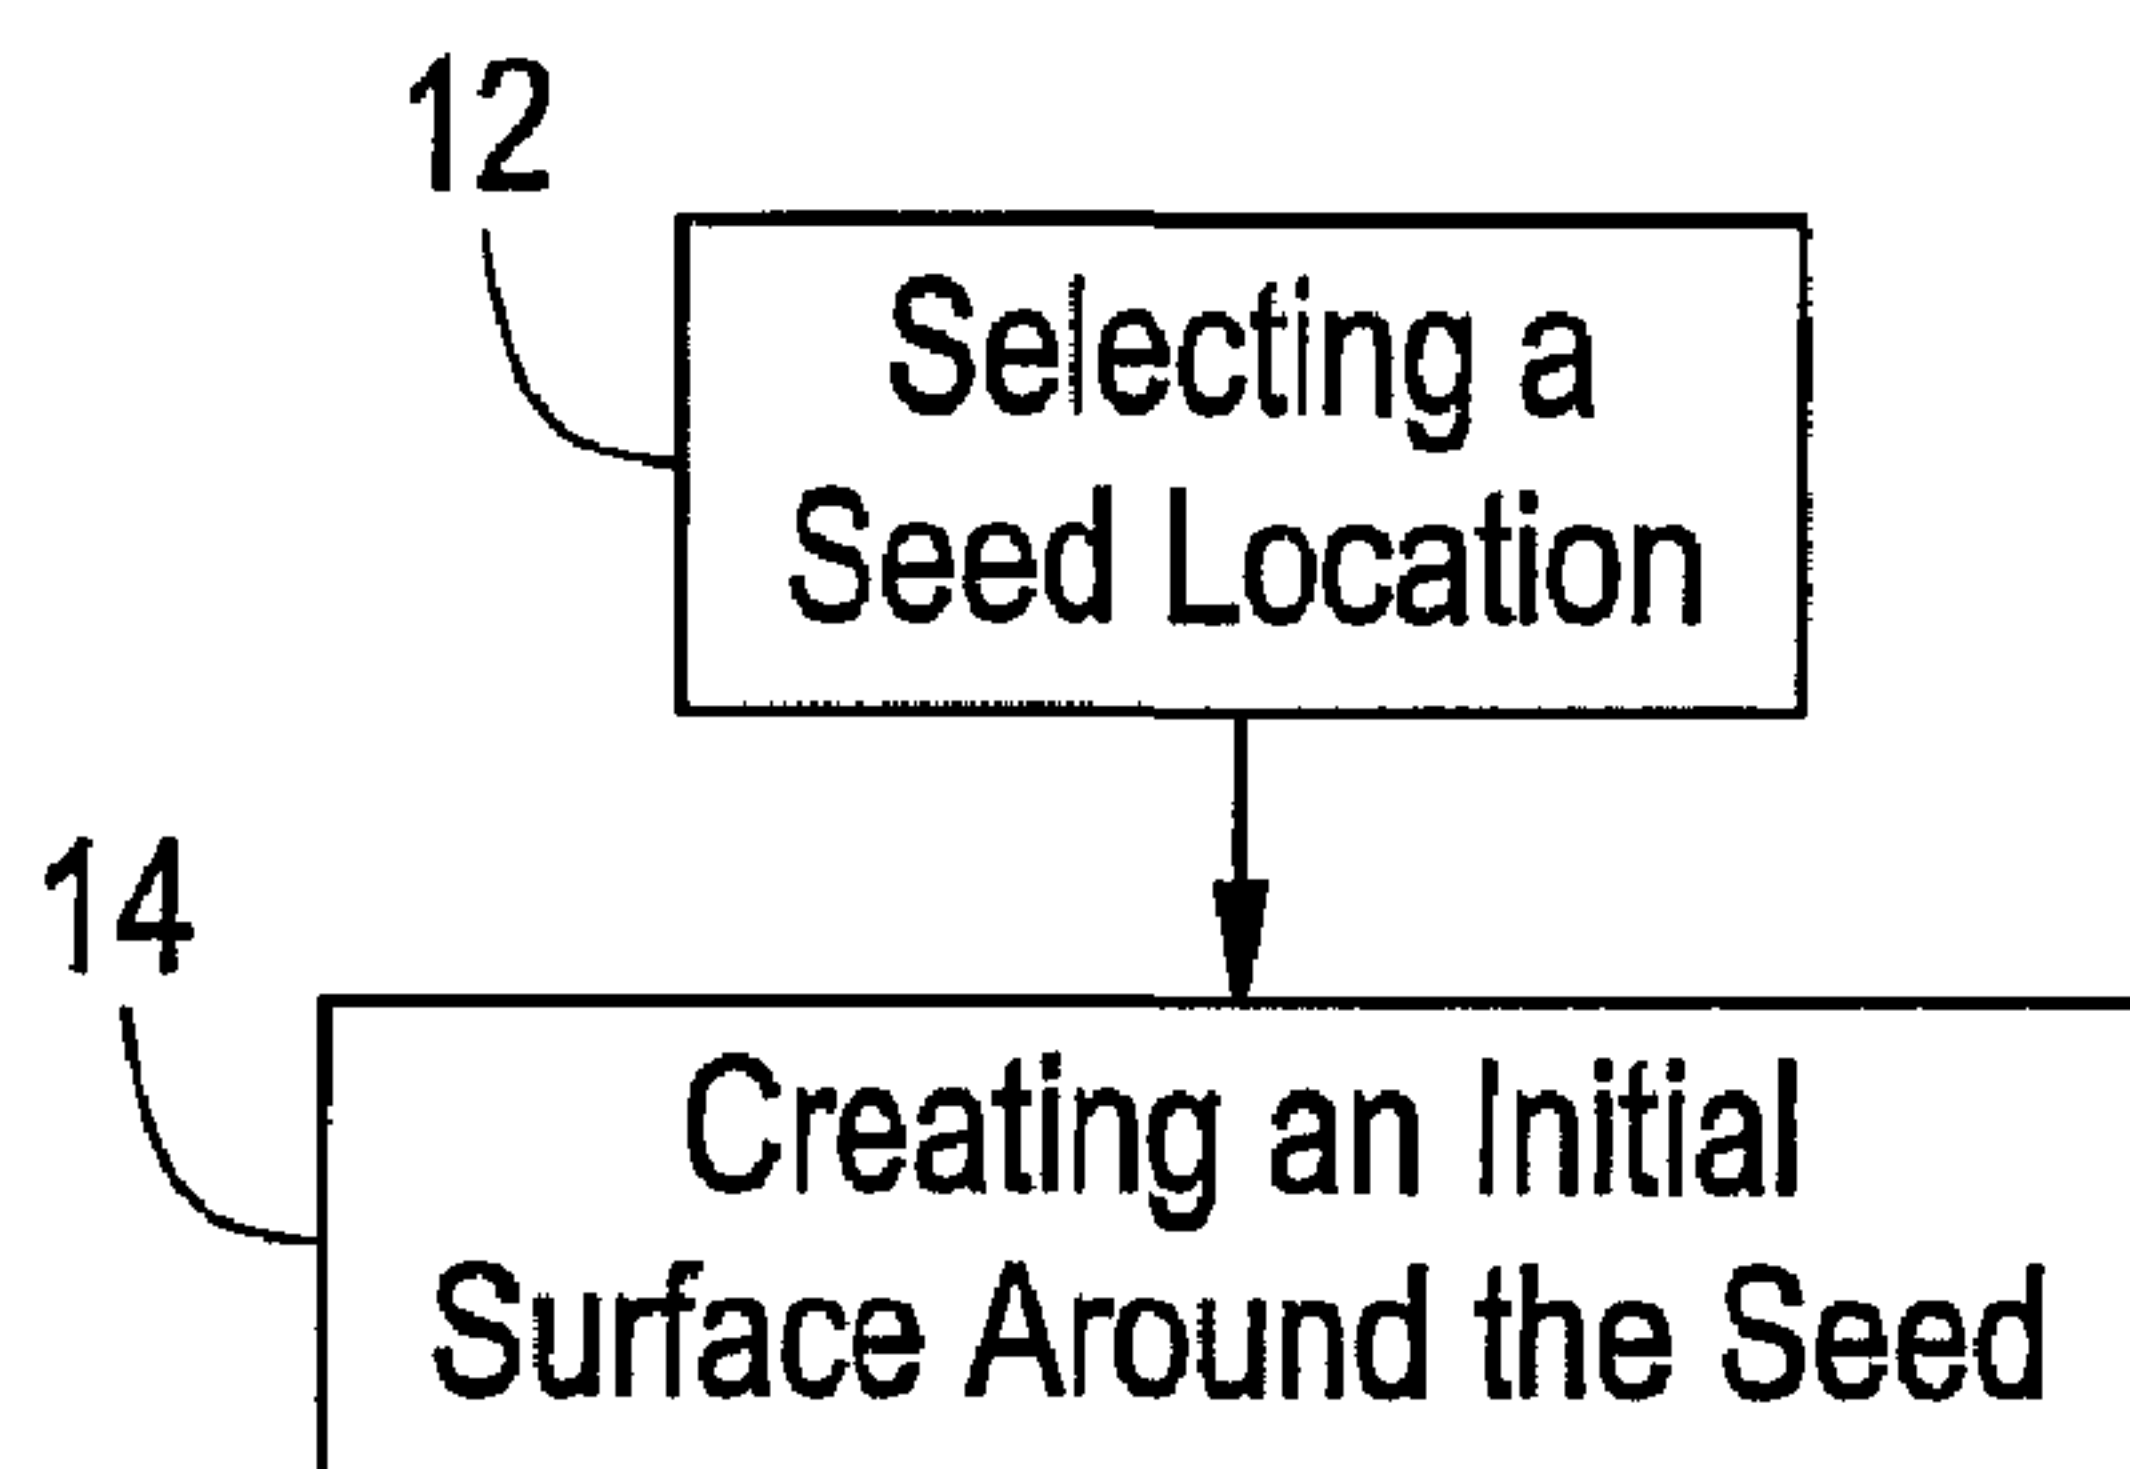 12
Selecting a
Seed Location
14
Creating an Initial
Surface Around the Seed